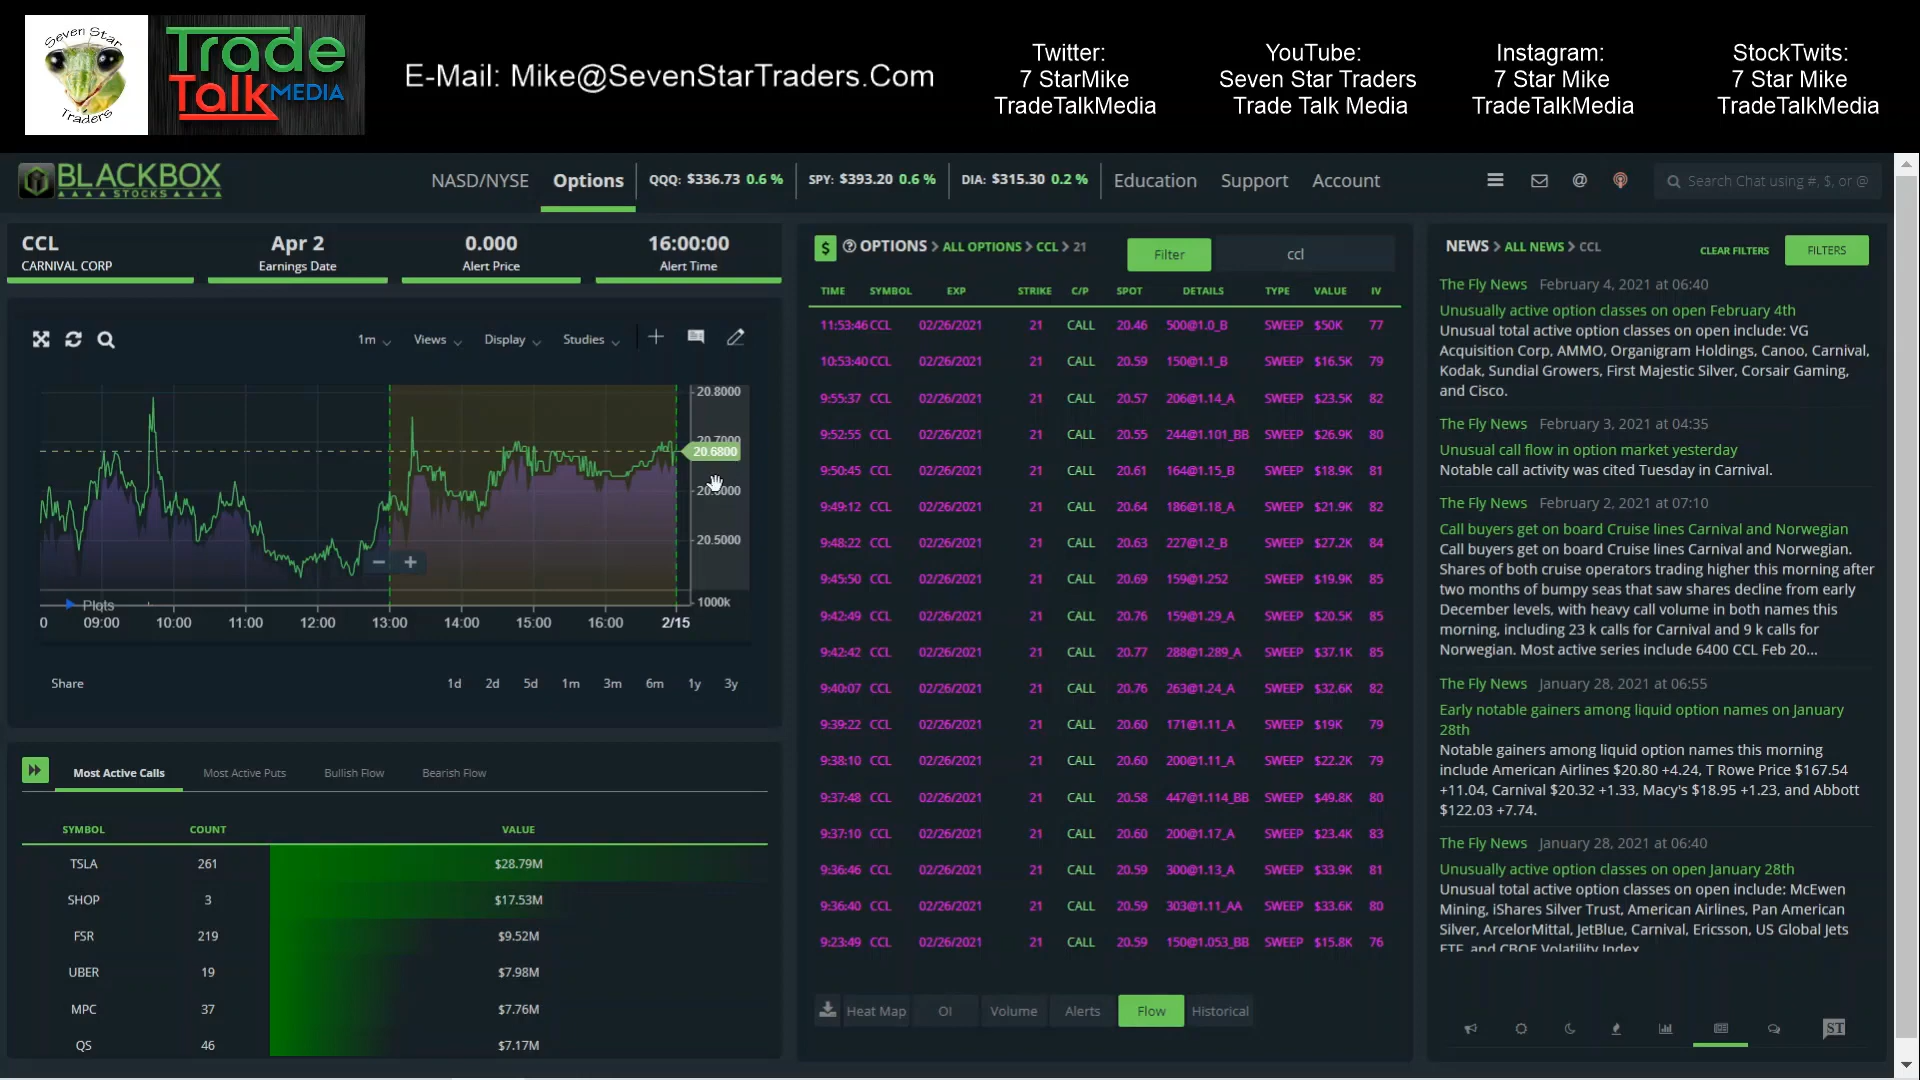 Seven Star
Traders
Trade
Talk MEDIA
E-Mail: Mike@SevenStarTraders.Com
Twitter:
7 StarMike
TradeTalkMedia
YouTube:
Seven Star Traders
Trade Talk Media
Instagram:
7 Star Mike
TradeTalkMedia
StockTwits:
7 Star Mike
TradeTalkMedia
BLACKBOX
STOCKS
NASD/NYSE Options QQQ: $336.73 0.6 % SPY: $393.20 0.6 % DIA: $315.30 0.2 % Education Support Account @ Search Chat using #, $, or @
CCL
CARNIVAL CORP
Apr 2
Earnings Date
0.000
Alert Price
16:00:00
Alert Time
1m Views Display Studies
20.8000
20.7000
20.6800
20.5000
1000k
Plots
0 09:00 10:00 11:00 12:00 13:00 14:00 15:00 16:00 2/15
Share 1d 2d 5d 1m 3m 6m 1y 3y
Most Active Calls Most Active Puts Bullish Flow Bearish Flow
SYMBOL COUNT VALUE
TSLA 261 $28.79M
SHOP 3 $17.53M
FSR 219 $9.52M
UBER 19 $7.98M
MPC 37 $7.76M
QS 46 $7.17M
$ OPTIONS > ALL OPTIONS > CCL > 21 Filter ccl
TIME SYMBOL EXP STRIKE C/P SPOT DETAILS TYPE VALUE IV
11:53:46 CCL 02/26/2021 21 CALL 20.46 500@1.0_B SWEEP $50K 77
10:53:40 CCL 02/26/2021 21 CALL 20.59 150@1.1_B SWEEP $16.5K 79
9:55:37 CCL 02/26/2021 21 CALL 20.57 206@1.14_A SWEEP $23.5K 82
9:52:55 CCL 02/26/2021 21 CALL 20.55 244@1.101_BB SWEEP $26.9K 80
9:50:45 CCL 02/26/2021 21 CALL 20.61 164@1.15_B SWEEP $18.9K 81
9:49:12 CCL 02/26/2021 21 CALL 20.64 186@1.18_A SWEEP $21.9K 82
9:48:22 CCL 02/26/2021 21 CALL 20.63 227@1.2_B SWEEP $27.2K 84
9:45:50 CCL 02/26/2021 21 CALL 20.69 159@1.252 SWEEP $19.9K 85
9:42:49 CCL 02/26/2021 21 CALL 20.76 159@1.29_A SWEEP $20.5K 85
9:42:42 CCL 02/26/2021 21 CALL 20.77 288@1.289_A SWEEP $37.1K 85
9:40:07 CCL 02/26/2021 21 CALL 20.76 263@1.24_A SWEEP $32.6K 82
9:39:22 CCL 02/26/2021 21 CALL 20.60 171@1.11_A SWEEP $19K 79
9:38:10 CCL 02/26/2021 21 CALL 20.60 200@1.11_A SWEEP $22.2K 79
9:37:48 CCL 02/26/2021 21 CALL 20.58 447@1.114_BB SWEEP $49.8K 80
9:37:10 CCL 02/26/2021 21 CALL 20.60 200@1.17_A SWEEP $23.4K 83
9:36:46 CCL 02/26/2021 21 CALL 20.59 300@1.13_A SWEEP $33.9K 81
9:36:40 CCL 02/26/2021 21 CALL 20.59 303@1.11_AA SWEEP $33.6K 80
9:23:49 CCL 02/26/2021 21 CALL 20.59 150@1.053_BB SWEEP $15.8K 76
Heat Map OI Volume Alerts Flow Historical
NEWS > ALL NEWS > CCL CLEAR FILTERS FILTERS
The Fly News February 4, 2021 at 06:40
Unusually active option classes on open February 4th
Unusual total active option classes on open include: VG
Acquisition Corp, AMMO, Organigram Holdings, Canoo, Carnival,
Kodak, Sundial Growers, First Majestic Silver, Corsair Gaming,
and Cisco.
The Fly News February 3, 2021 at 04:35
Unusual call flow in option market yesterday
Notable call activity was cited Tuesday in Carnival.
The Fly News February 2, 2021 at 07:10
Call buyers get on board Cruise lines Carnival and Norwegian
Call buyers get on board Cruise lines Carnival and Norwegian.
Shares of both cruise operators trading higher this morning after
two months of bumpy seas that saw shares decline from early
December levels, with heavy call volume in both names this
morning, including 23 k calls for Carnival and 9 k calls for
Norwegian. Most active series include 6400 CCL Feb 20...
The Fly News January 28, 2021 at 06:55
Early notable gainers among liquid option names on January
28th
Notable gainers among liquid option names this morning
include American Airlines $20.80 +4.24, T Rowe Price $167.54
+11.04, Carnival $20.32 +1.33, Macy's $18.95 +1.23, and Abbott
$122.03 +7.74.
The Fly News January 28, 2021 at 06:40
Unusually active option classes on open January 28th
Unusual total active option classes on open include: McEwen
Mining, iShares Silver Trust, American Airlines, Pan American
Silver, ArcelorMittal, JetBlue, Carnival, Ericsson, US Global Jets
ETF, and CBOE Volatility Index.
ST